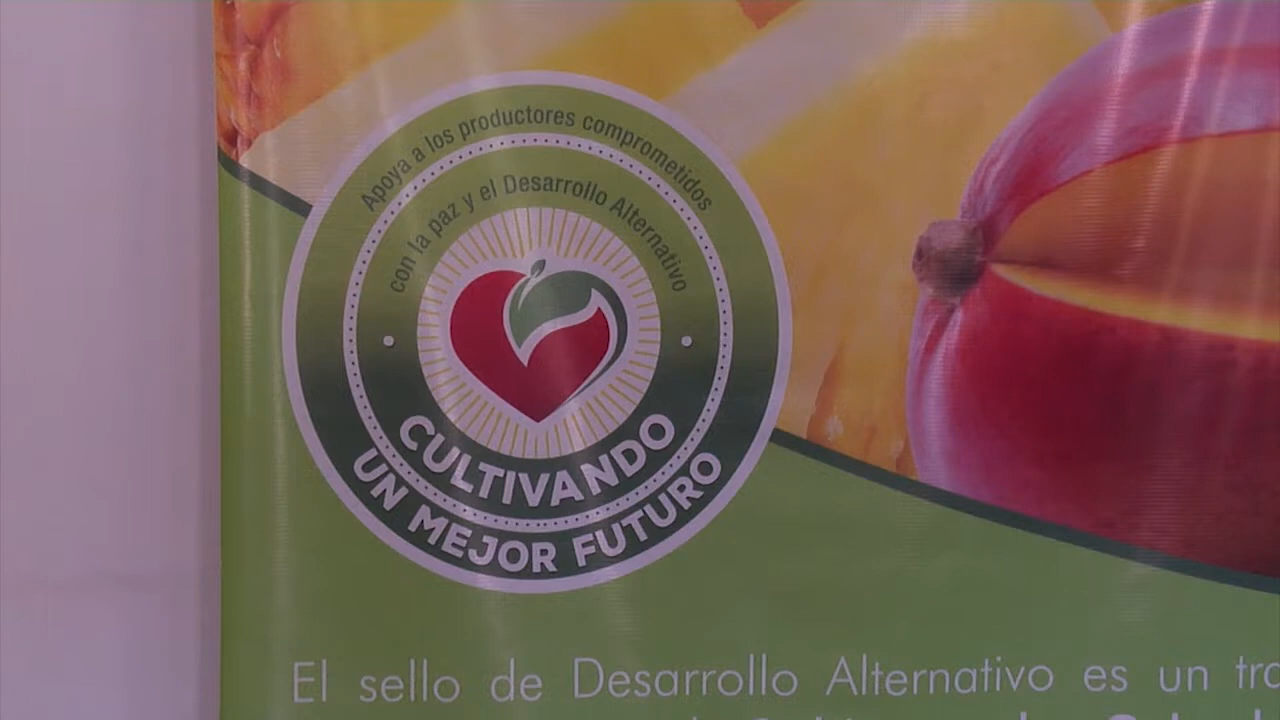 Apoya a los productores comprometidos
con la paz y el Desarrollo Alternativo
CULTIVANDO
UN MEJOR FUTURO
El sello de Desarrollo Alternativo es un